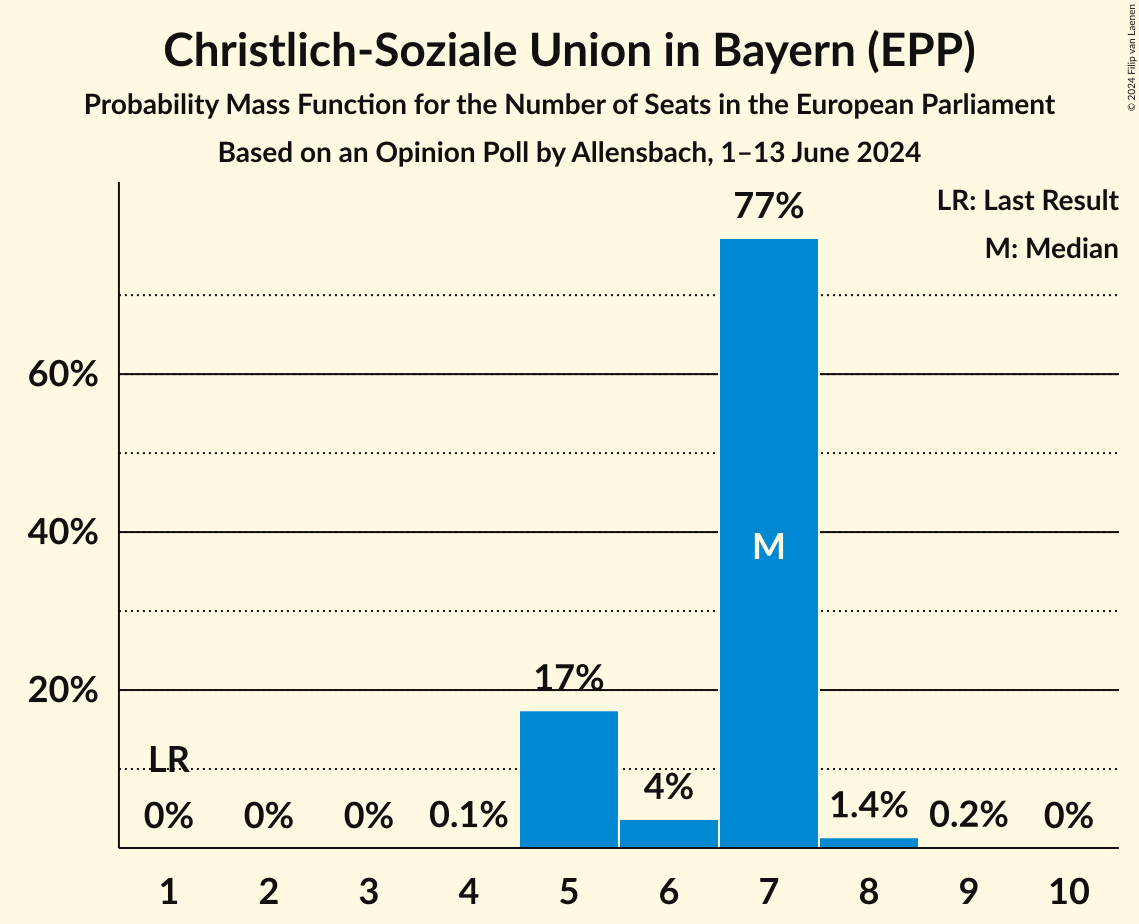 Christlich-Soziale Union in Bayern (EPP)
Probability Mass Function for the Number of Seats in the European Parliament
Based on an Opinion Poll by Allensbach, 1–13 June 2024
© 2024 Filip van Laenen
LR: Last Result
M: Median
77%
60%
40%
M
20%
17%
LR
0%
0%
0%
0.1%
4%
1.4%
0.2%
0%
1 2 3 4 5 6 7 8 9 10